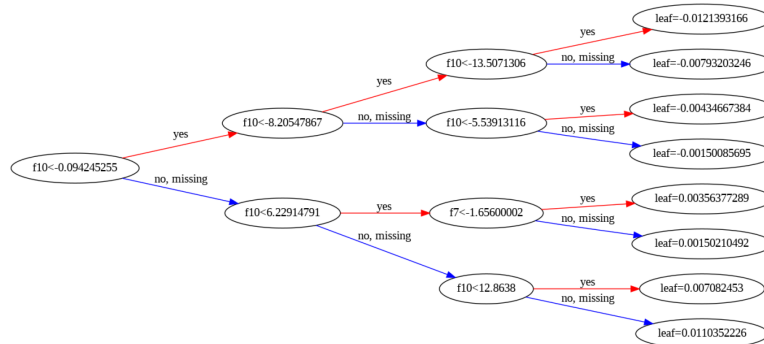 leaf=-0.0121393166
yes
f10<-13.5071306
no, missing
leaf=-0.00793203246
yes
f10<-8.20547867
no, missing
f10<-5.53913116
yes
leaf=-0.00434667384
no, missing
leaf=-0.00150085695
yes
f10<-0.094245255
no, missing
yes
leaf=0.00356377289
f10<6.22914791
yes
f7<-1.65600002
no, missing
leaf=0.00150210492
no, missing
f10<12.8638
yes
leaf=0.007082453
no, missing
leaf=0.0110352226